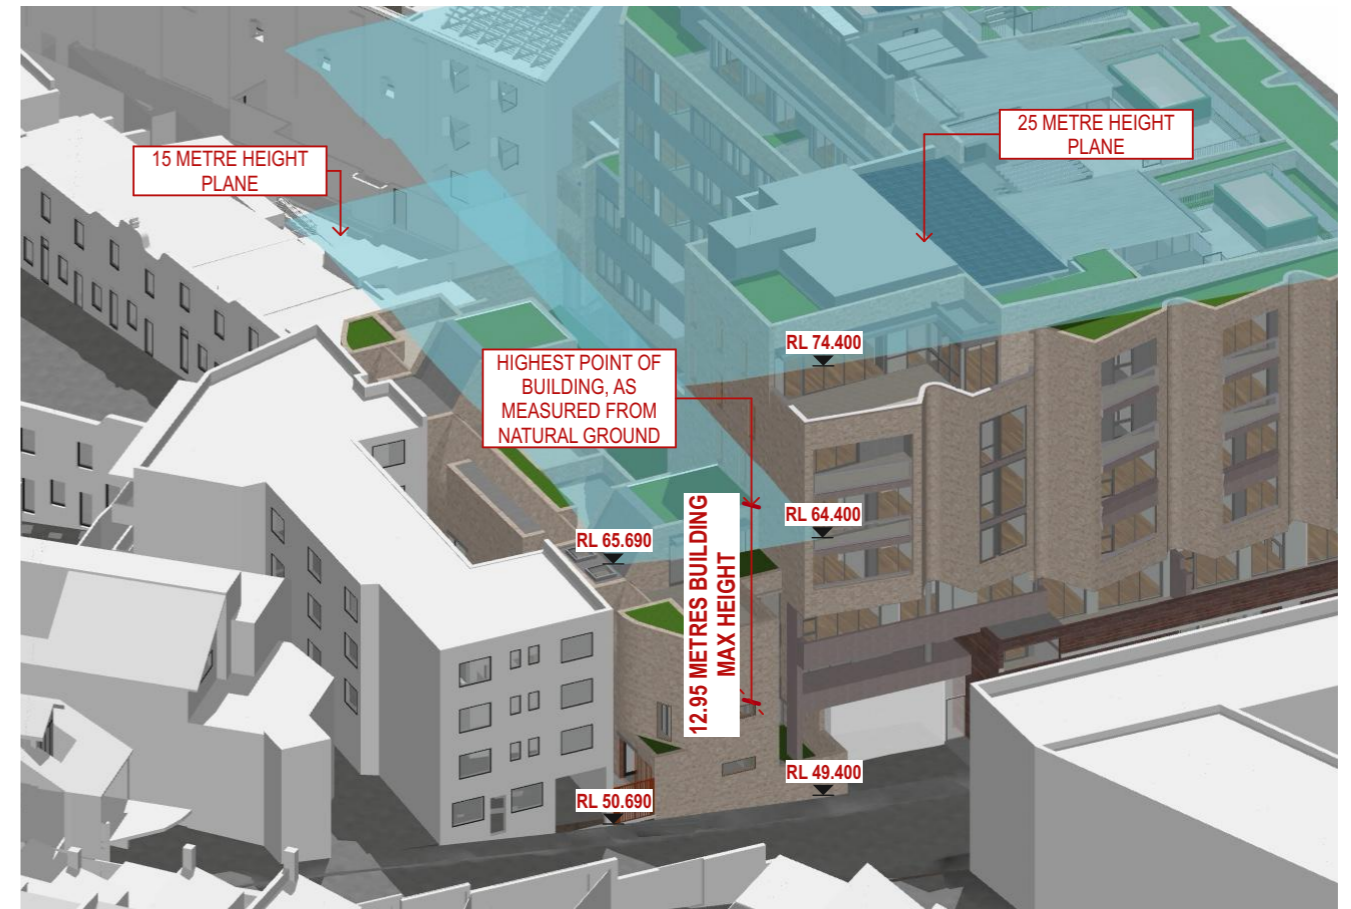 25 METRE HEIGHT
PLANE
15 METRE HEIGHT
PLANE
RL 74.400
HIGHEST POINT OF
BUILDING, AS
MEASURED FROM
NATURAL GROUND
12.95 METRES BUILDING
MAX HEIGHT
RL 64.400
RL 65.690
RL 49.400
RL 50.690